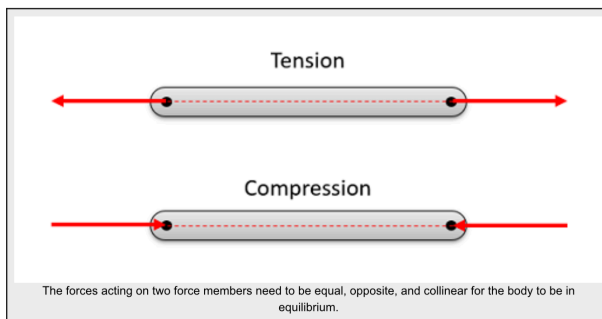 Tension
Compression
The forces acting on two force members need to be equal, opposite, and collinear for the body to be in
equilibrium.